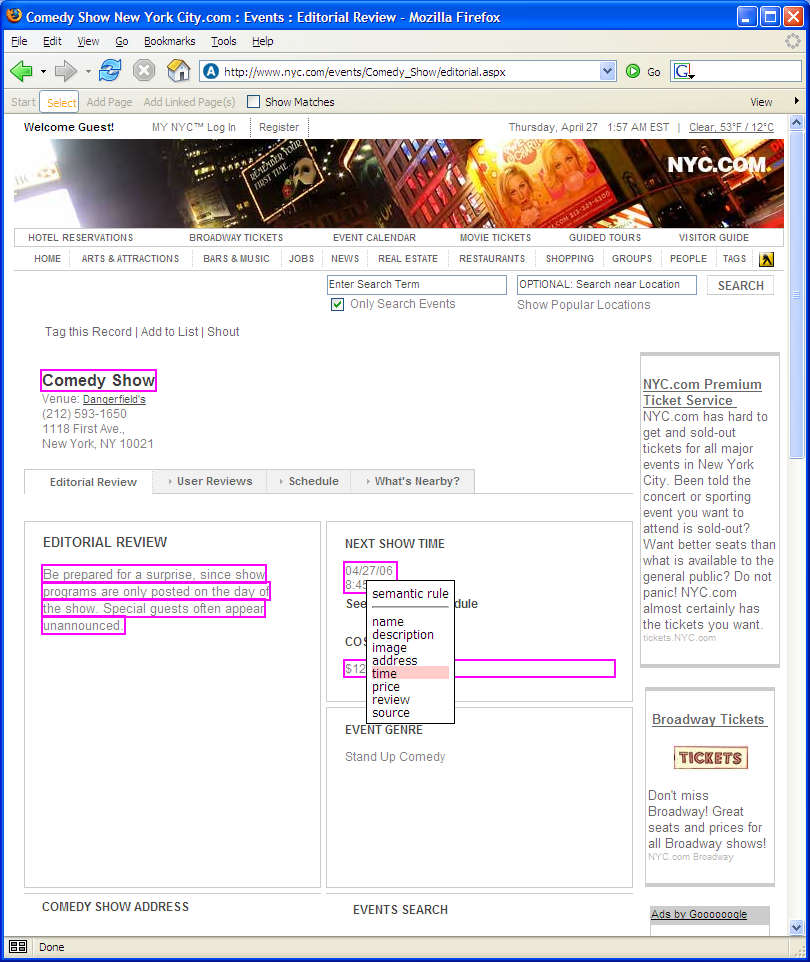 Comedy Show New York City.com : Events : Editorial Review - Mozilla Firefox
File Edit View Go Bookmarks Tools Help
http://www.nyc.com/events/Comedy_Show/editorial.aspx Go G
Start Select Add Page Add Linked Page(s) Show Matches View
Welcome Guest! MY NYC™ Log In Register Thursday, April 27 1:57 AM EST | Clear, 53°F / 12°C
REMEMBER YOUR FIRST TIME.
NYC.COM
HOTEL RESERVATIONS BROADWAY TICKETS EVENT CALENDAR MOVIE TICKETS GUIDED TOURS VISITOR GUIDE
HOME ARTS & ATTRACTIONS BARS & MUSIC JOBS NEWS REAL ESTATE RESTAURANTS SHOPPING GROUPS PEOPLE TAGS
Enter Search Term OPTIONAL: Search near Location SEARCH
Only Search Events Show Popular Locations
Tag this Record | Add to List | Shout
Comedy Show
Venue: Dangerfield's
(212) 593-1650
1118 First Ave.,
New York, NY 10021
Editorial Review User Reviews Schedule What's Nearby?
EDITORIAL REVIEW
Be prepared for a surprise, since show
programs are only posted on the day of
the show. Special guests often appear
unannounced.
NEXT SHOW TIME
04/27/06
8:45
See dule
COS
$12
semantic rule
name
description
image
address
time
price
review
source
EVENT GENRE
Stand Up Comedy
NYC.com Premium
Ticket Service
NYC.com has hard to
get and sold-out
tickets for all major
events in New York
City. Been told the
concert or sporting
event you want to
attend is sold-out?
Want better seats than
what is available to the
general public? Do not
panic! NYC.com
almost certainly has
the tickets you want.
tickets.NYC.com
Broadway Tickets
TICKETS
Don't miss
Broadway! Great
seats and prices for
all Broadway shows!
NYC.com Broadway
COMEDY SHOW ADDRESS EVENTS SEARCH
Ads by Goooooogle
Done